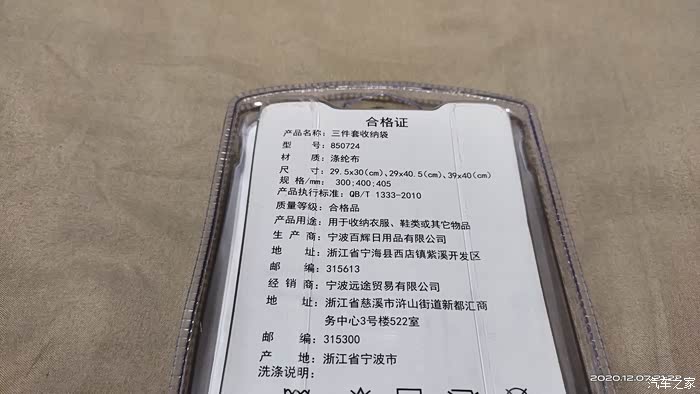 合格证
产品名称：三件套收纳袋
型 号：850724
材 质：涤纶布
尺 寸：29.5x30(cm)、29x40.5(cm)、39x40(cm)
规 格/mm：300;400;405
产品执行标准：QB/T 1333-2010
质量等级：合格品
产品用途：用于收纳衣服、鞋类或其它物品
生 产 商：宁波百辉日用品有限公司
地 址：浙江省宁海县西店镇紫溪开发区
邮 编：315613
经 销 商：宁波远途贸易有限公司
地 址：浙江省慈溪市浒山街道新都汇商
务中心3号楼522室
邮 编：315300
产 地：浙江省宁波市
洗涤说明：
2020.12.07 21:22
汽车之家